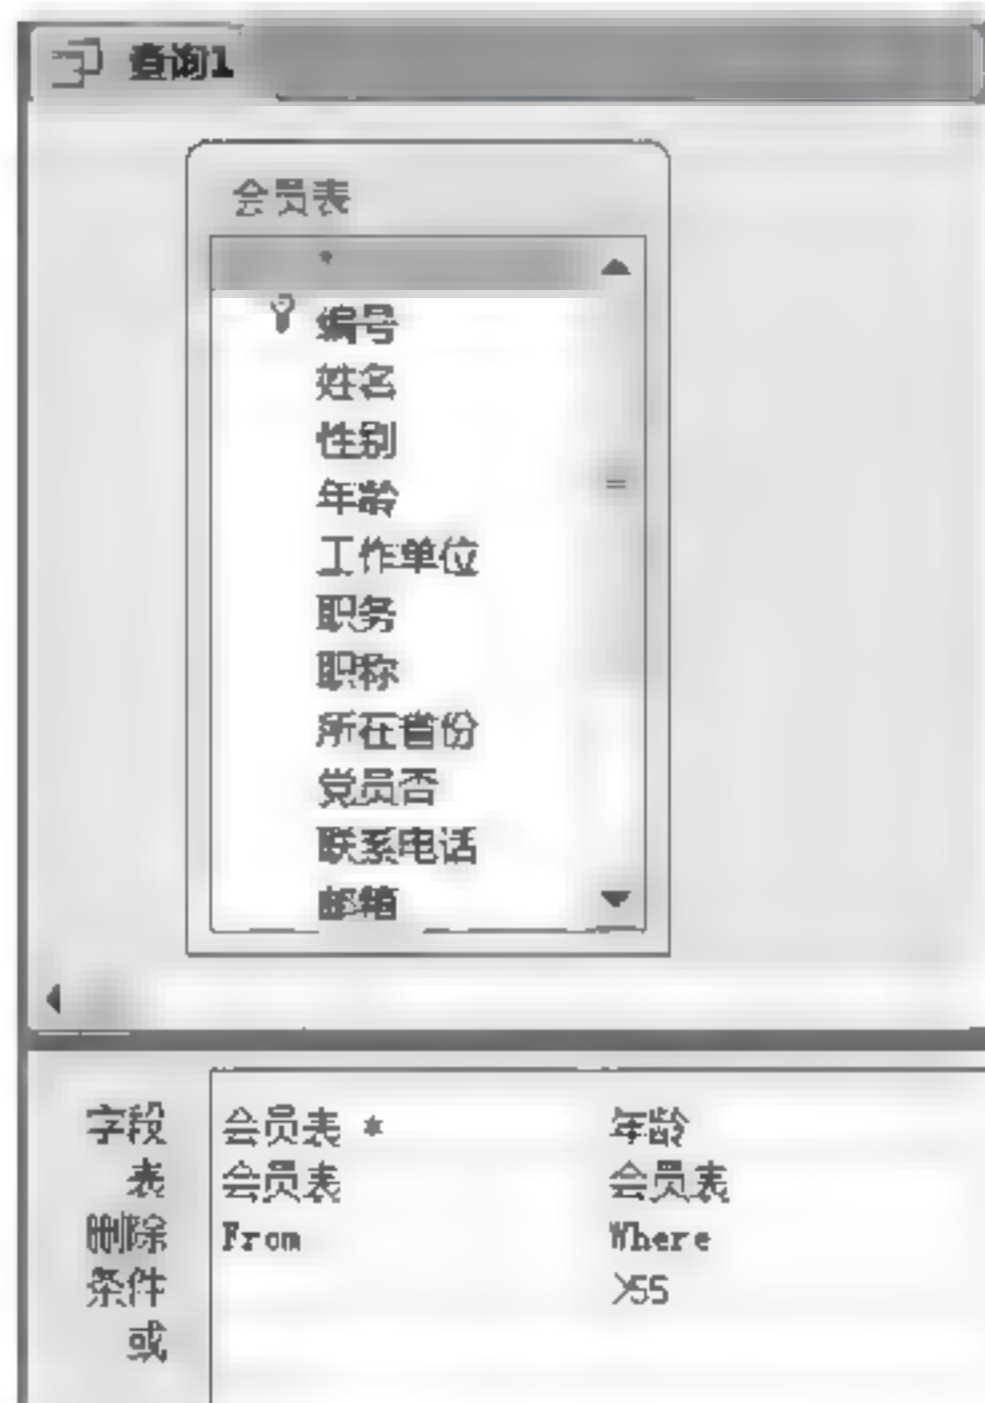 查询1
会员表
*
编号
姓名
性别
年龄
工作单位
职务
职称
所在省份
党员否
联系电话
邮箱
字段 会员表 * 年龄
表 会员表 会员表
删除 From Where
条件 >55
或